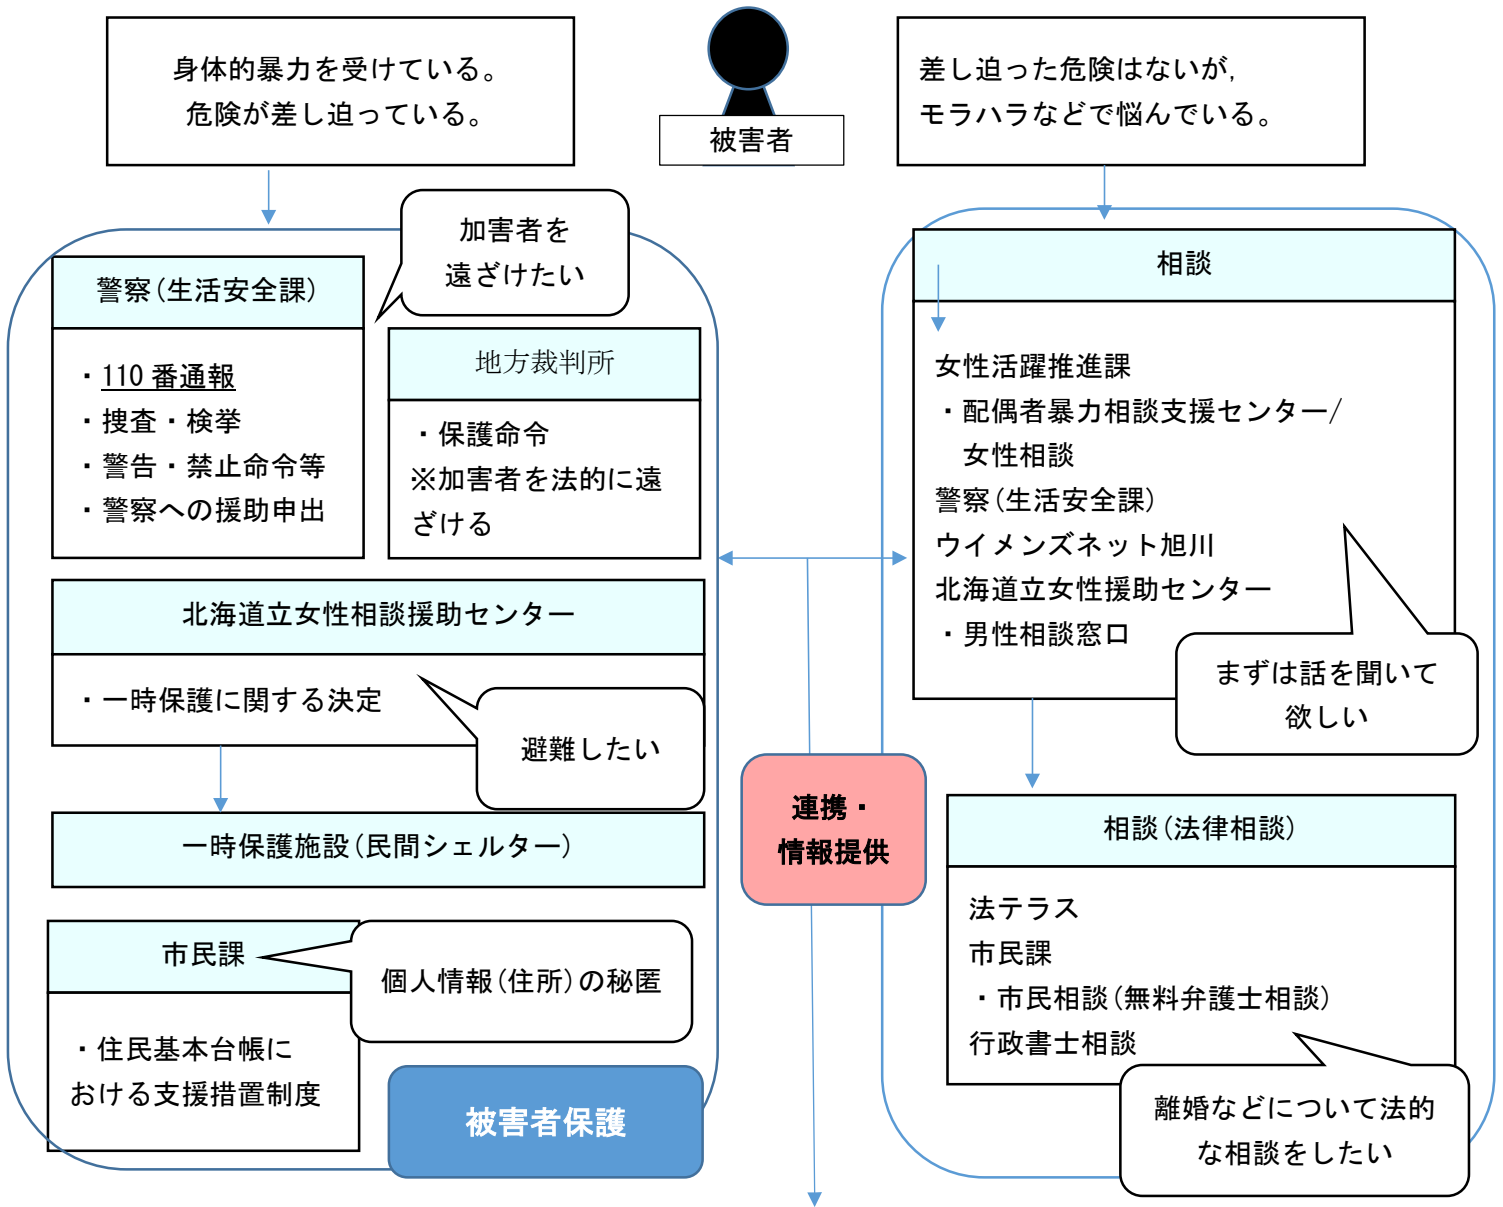 身体的暴力を受けている。
危険が差し迫っている。
被害者
差し迫った危険はないが,
モラハラなどで悩んでいる。
加害者を
遠ざけたい
警察(生活安全課)
・110番通報
・捜査・検挙
・警告・禁止命令等
・警察への援助申出
地方裁判所
・保護命令
※加害者を法的に遠
ざける
北海道立女性相談援助センター
・一時保護に関する決定
避難したい
一時保護施設(民間シェルター)
市民課
個人情報(住所)の秘匿
・住民基本台帳に
おける支援措置制度
被害者保護
連携・
情報提供
相談
女性活躍推進課
・配偶者暴力相談支援センター/
女性相談
警察(生活安全課)
ウイメンズネット旭川
北海道立女性援助センター
・男性相談窓口
まずは話を聞いて
欲しい
相談(法律相談)
法テラス
市民課
・市民相談(無料弁護士相談)
行政書士相談
離婚などについて法的
な相談をしたい